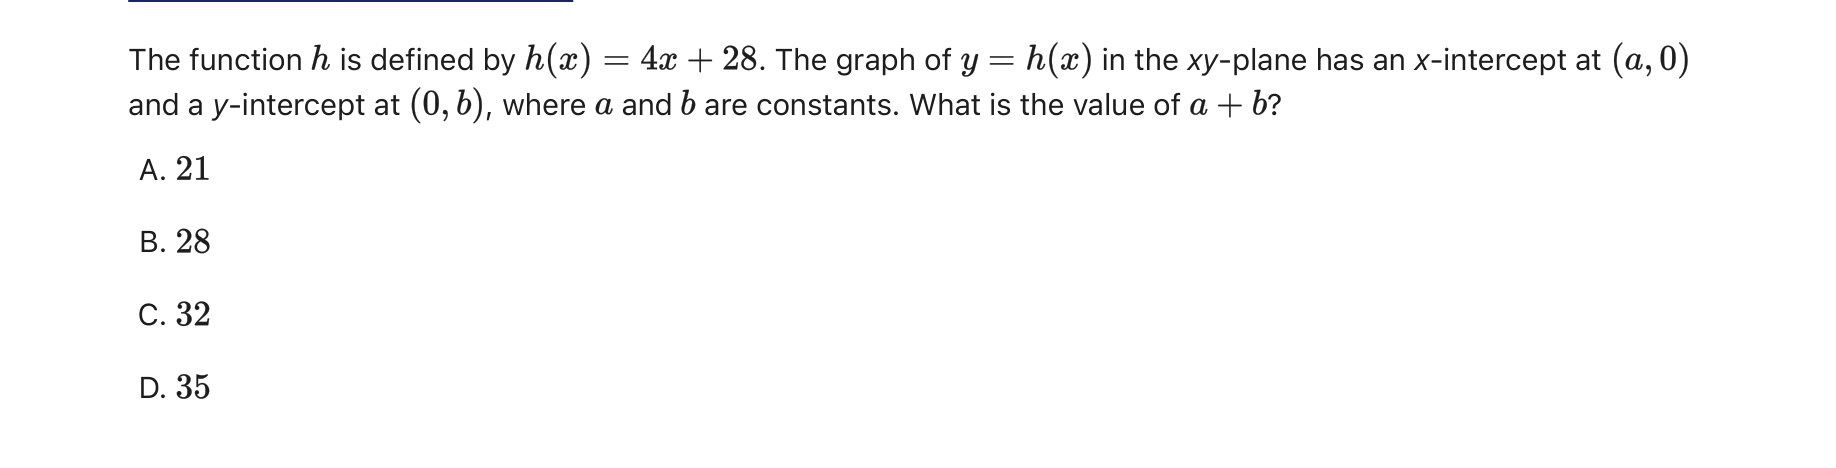 The function h is defined by h(x) = 4x + 28. The graph of y = h(x) in the xy-plane has an x-intercept at (a, 0)
and a y-intercept at (0, b), where a and b are constants. What is the value of a + b?
A. 21
B. 28
C. 32
D. 35